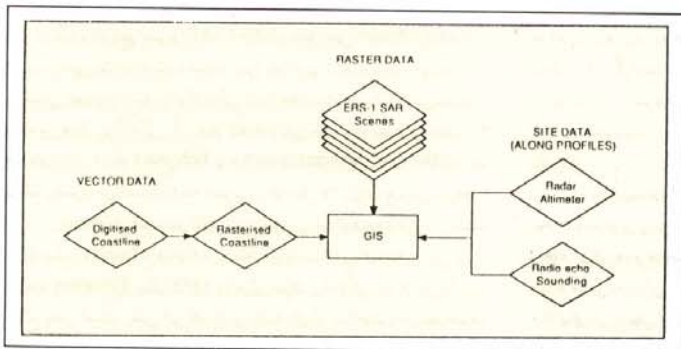 RASTER DATA
ERS-1 SAR
Scenes
SITE DATA
(ALONG PROFILES)
VECTOR DATA
Radar
Altimeter
Digitised
Coastline
Rasterised
Coastline
GIS
Radio echo
Sounding